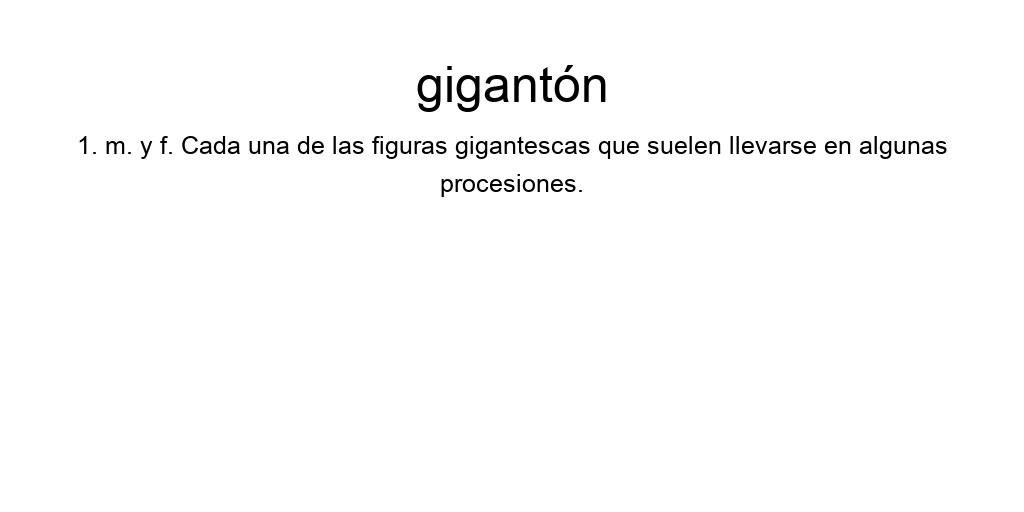 gigantón
1. m. y f. Cada una de las figuras gigantescas que suelen llevarse en algunas
procesiones.